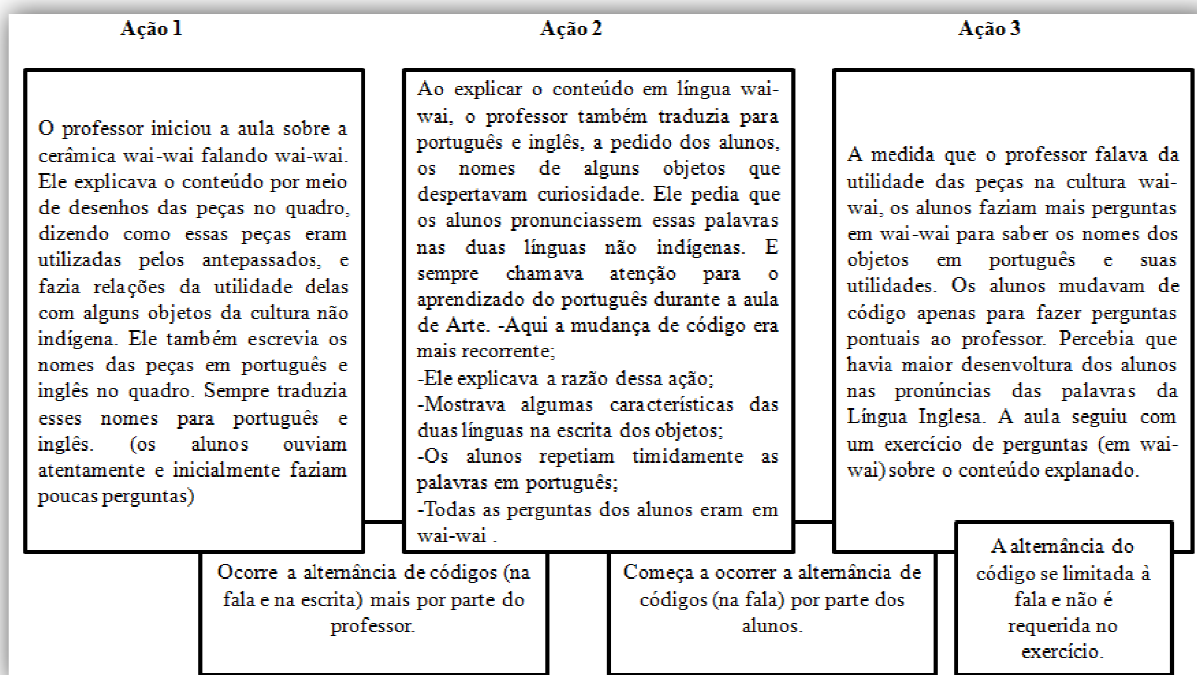 Ação 1
Ação 2
Ação 3
O professor iniciou a aula sobre a
cerâmica wai-wai falando wai-wai.
Ele explicava o conteúdo por meio
de desenhos das peças no quadro,
dizendo como essas peças eram
utilizadas pelos antepassados, e
fazia relações da utilidade delas
com alguns objetos da cultura não
indígena. Ele também escrevia os
nomes das peças em português e
inglês no quadro. Sempre traduzia
esses nomes para português e
inglês. (os alunos ouviam
atentamente e inicialmente faziam
poucas perguntas)
Ao explicar o conteúdo em língua wai-
wai, o professor também traduzia para
português e inglês, a pedido dos alunos,
os nomes de alguns objetos que
despertavam curiosidade. Ele pedia que
os alunos pronunciassem essas palavras
nas duas línguas não indígenas. E
sempre chamava atenção para o
aprendizado do português durante a aula
de Arte. -Aqui a mudança de código era
mais recorrente;
-Ele explicava a razão dessa ação;
-Mostrava algumas características das
duas línguas na escrita dos objetos;
-Os alunos repetiam timidamente as
palavras em português;
-Todas as perguntas dos alunos eram em
wai-wai .
A medida que o professor falava da
utilidade das peças na cultura wai-
wai, os alunos faziam mais perguntas
em wai-wai para saber os nomes dos
objetos em português e suas
utilidades. Os alunos mudavam de
código apenas para fazer perguntas
pontuais ao professor. Percebia que
havia maior desenvoltura dos alunos
nas pronúncias das palavras da
Língua Inglesa. A aula seguiu com
um exercício de perguntas (em wai-
wai) sobre o conteúdo explanado.
Ocorre a alternância de códigos (na
fala e na escrita) mais por parte do
professor.
Começa a ocorrer a alternância de
códigos (na fala) por parte dos
alunos.
A alternância do
código se limitada à
fala e não é
requerida no
exercício.